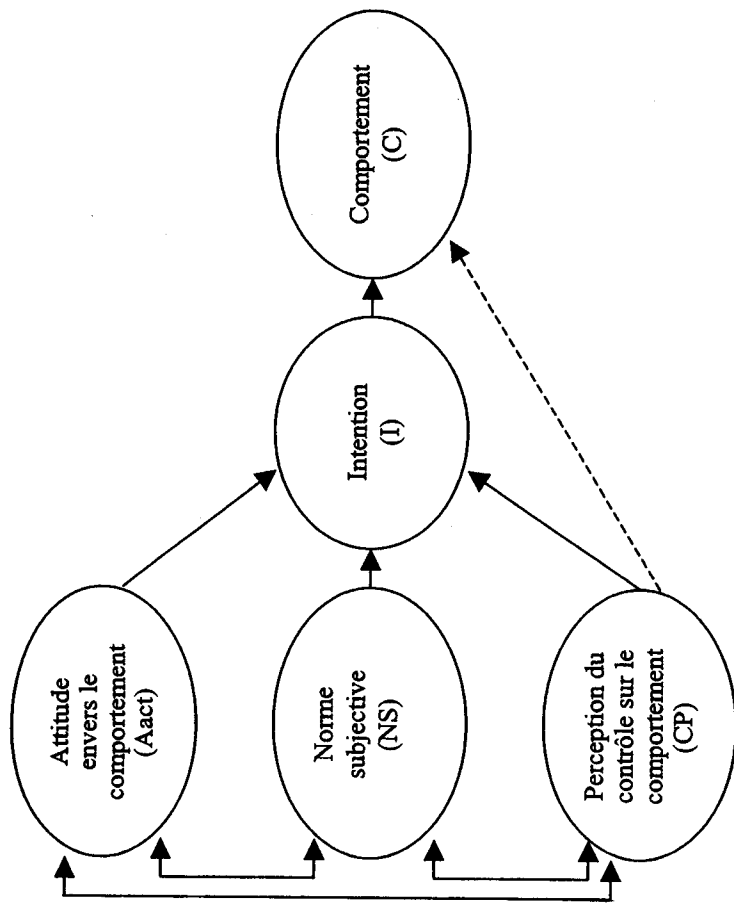 Attitude
envers le
comportement
(Aact)
Norme
subjective
(NS)
Perception du
contrôle sur le
comportement
(CP)
Intention
(I)
Comportement
(C)